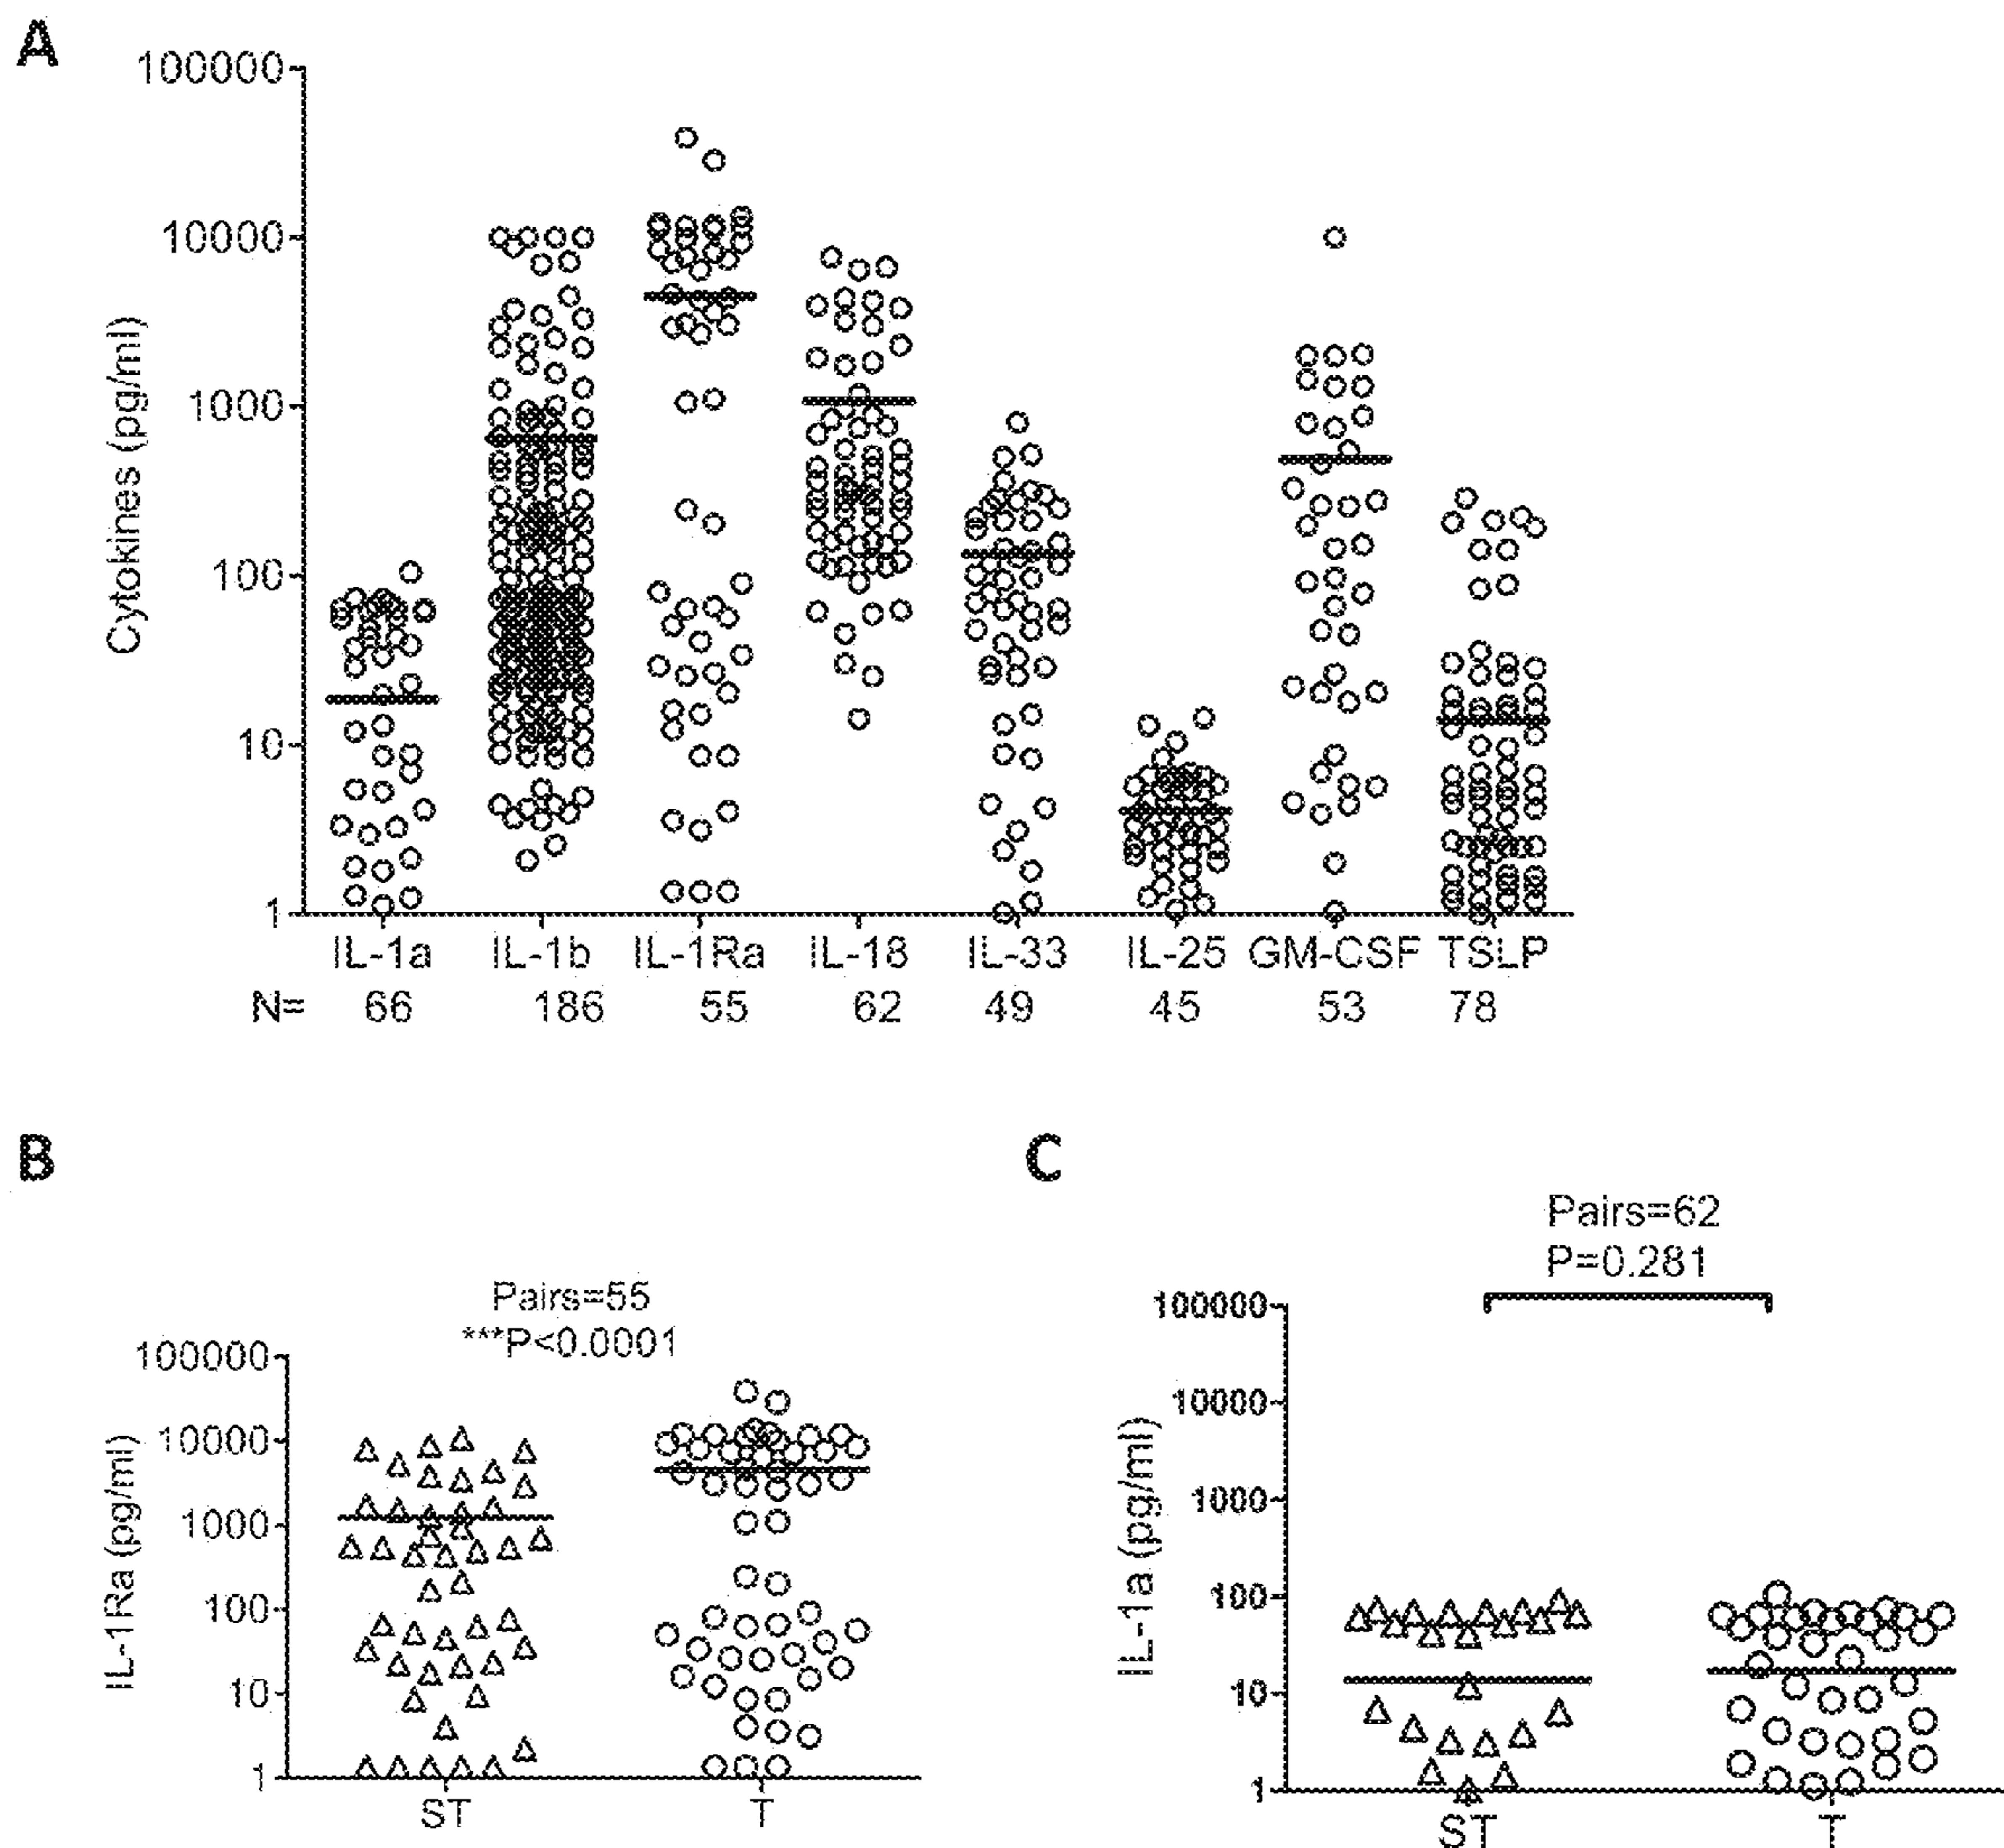 A
100000
10000
1000
100
10
1
Cytokines (pg/ml)
IL-1a IL-1b IL-1Ra IL-18 IL-33 IL-25 GM-CSF TSLP
N= 66 186 55 62 49 45 53 78
B
Pairs=55
***P<0.0001
100000
10000
1000
100
10
1
IL-1Ra (pg/ml)
ST T
C
Pairs=62
P=0.281
100000
10000
1000
100
10
1
IL-1a (pg/ml)
ST T